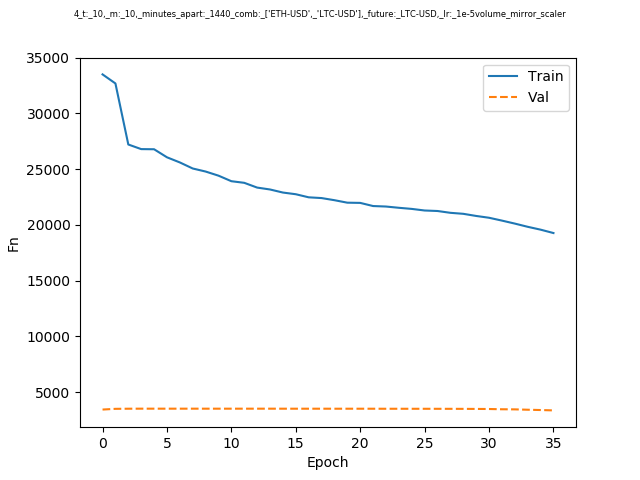 4_t:_10,_m:_10,_minutes_apart:_1440_comb:_['ETH-USD',_'LTC-USD'],_future:_LTC-USD,_lr:_1e-5volume_mirror_scaler
35000
Train
Val
30000
25000
20000
15000
10000
5000
Fn
0 5 10 15 20 25 30 35
Epoch